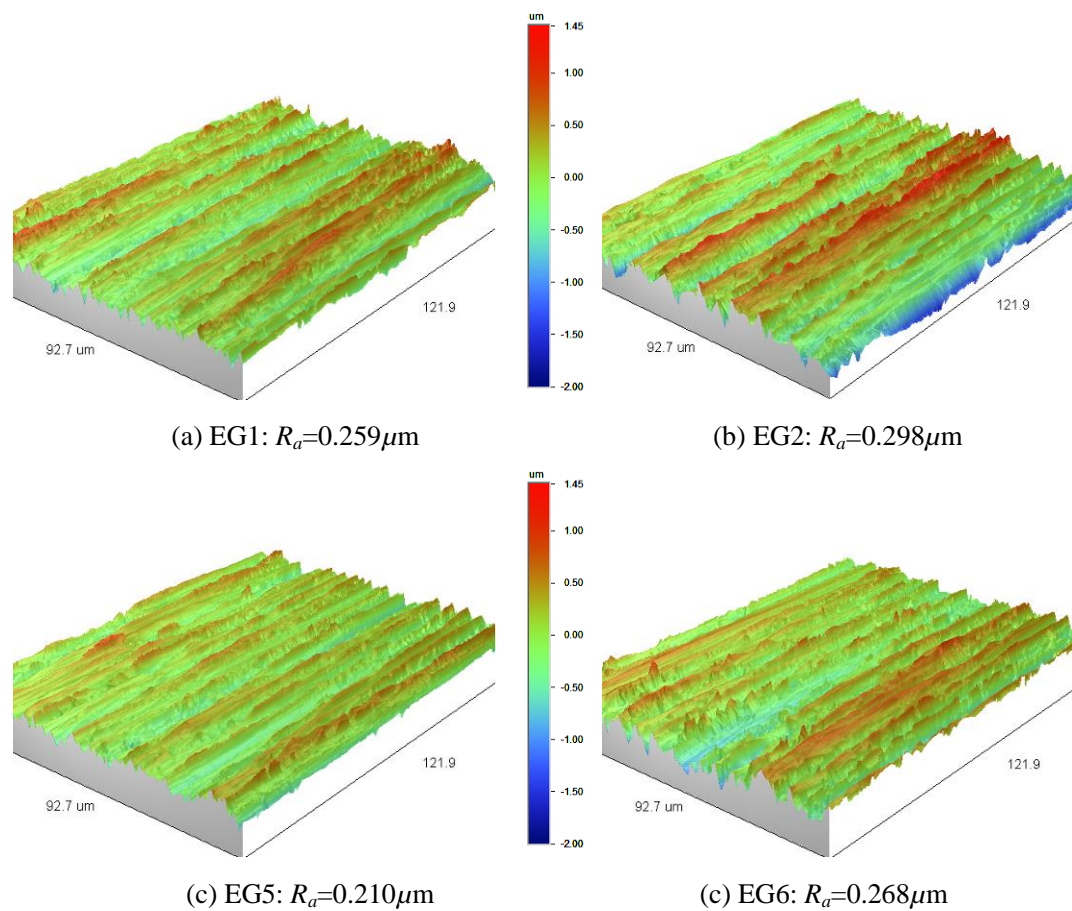 um
1.45
1.00
0.50
0.00
-0.50
-1.00
-1.50
-2.00
92.7 um
121.9
92.7 um
121.9
(a) EG1: Rₐ=0.259μm
(b) EG2: Rₐ=0.298μm
um
1.45
1.00
0.50
0.00
-0.50
-1.00
-1.50
-2.00
92.7 um
121.9
92.7 um
121.9
(c) EG5: Rₐ=0.210μm
(c) EG6: Rₐ=0.268μm